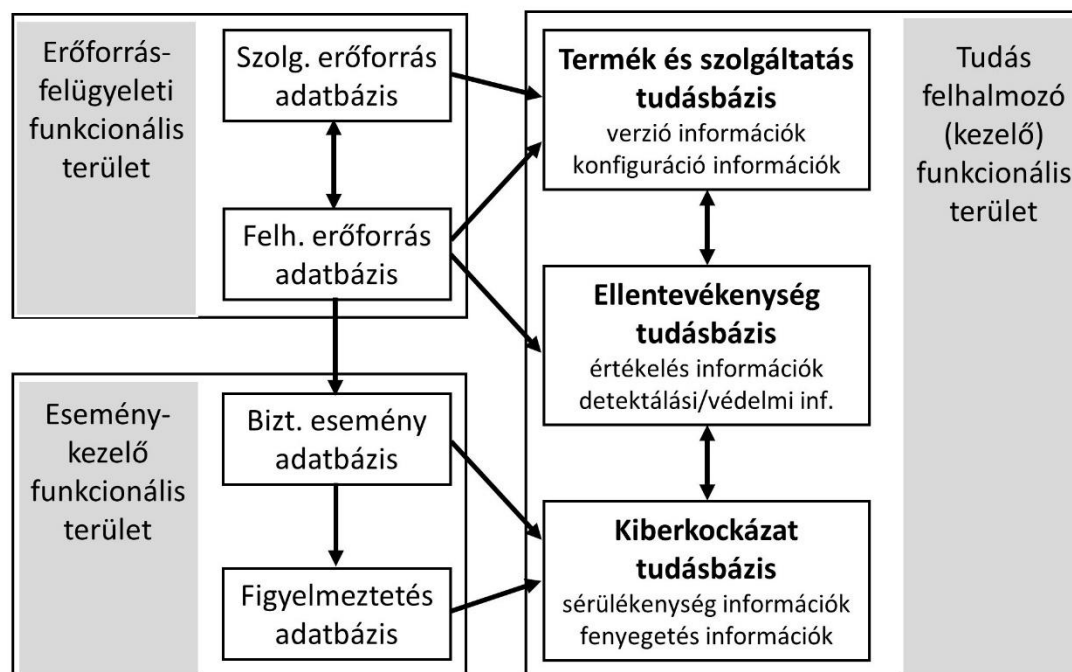 Erőforrás-
felügyeleti
funkcionális
terület
Szolg. erőforrás
adatbázis
Felh. erőforrás
adatbázis
Esemény-
kezelő
funkcionális
terület
Bizt. esemény
adatbázis
Figyelmeztetés
adatbázis
Termék és szolgáltatás
tudásbázis
verzió információk
konfiguráció információk
Ellentevékenység
tudásbázis
értékelés információk
detektálási/védelmi inf.
Kiberkockázat
tudásbázis
sérülékenység információk
fenyegetés információk
Tudás
felhalmozó
(kezelő)
funkcionális
terület